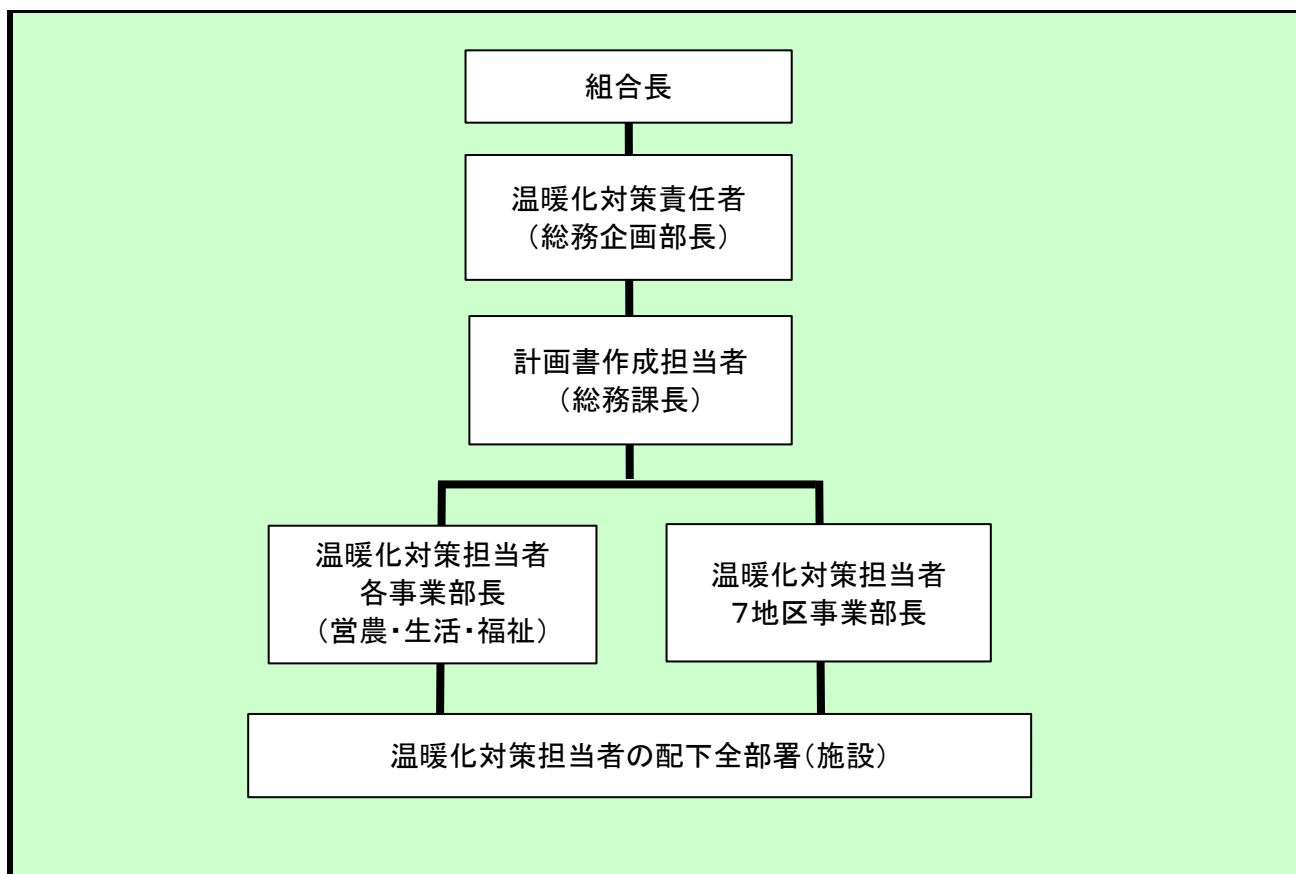 組合長
温暖化対策責任者
（総務企画部長）
計画書作成担当者
（総務課長）
温暖化対策担当者
各事業部長
（営農・生活・福祉）
温暖化対策担当者
7地区事業部長
温暖化対策担当者の配下全部署（施設）